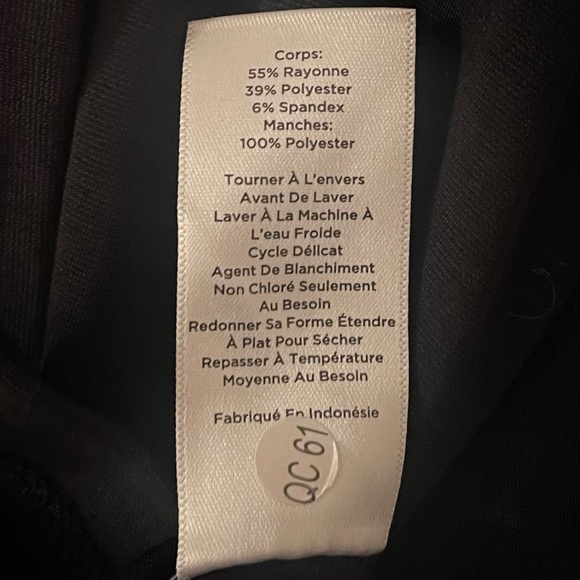 Corps:
55% Rayonne
39% Polyester
6% Spandex
Manches:
100% Polyester
Tourner À L'envers
Avant De Laver
Laver À La Machine À
L'eau Froide
Cycle Délicat
Agent De Blanchiment
Non Chloré Seulement
Au Besoin
Redonner Sa Forme Étendre
À Plat Pour Sécher
Repasser À Température
Moyenne Au Besoin
Fabriqué En Indonésie
QC 61